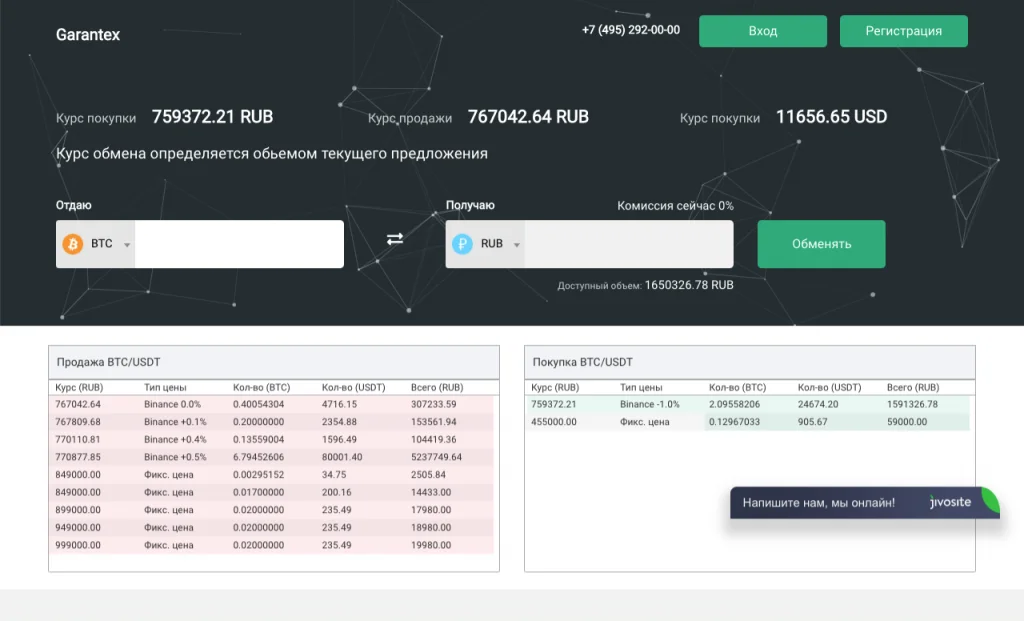 Garantex +7 (495) 292-00-00 Вход Регистрация
Курс покупки 759372.21 RUB Курс продажи 767042.64 RUB Курс покупки 11656.65 USD
Курс обмена определяется обьемом текущего предложения
Отдаю Получаю Комиссия сейчас 0%
BTC RUB Обменять
Доступный объем: 1650326.78 RUB
Продажа BTC/USDT
Курс (RUB) Тип цены Кол-во (BTC) Кол-во (USDT) Всего (RUB)
767042.64 Binance 0.0% 0.40054304 4716.15 307233.59
767809.68 Binance +0.1% 0.20000000 2354.88 153561.94
770110.81 Binance +0.4% 0.13559004 1596.49 104419.36
770877.85 Binance +0.5% 6.79452606 80001.40 5237749.64
849000.00 Фикс. цена 0.00295152 34.75 2505.84
849000.00 Фикс. цена 0.01700000 200.16 14433.00
899000.00 Фикс. цена 0.02000000 235.49 17980.00
949000.00 Фикс. цена 0.02000000 235.49 18980.00
999000.00 Фикс. цена 0.02000000 235.49 19980.00
Покупка BTC/USDT
Курс (RUB) Тип цены Кол-во (BTC) Кол-во (USDT) Всего (RUB)
759372.21 Binance -1.0% 2.09558206 24674.20 1591326.78
455000.00 Фикс. цена 0.12967033 905.67 59000.00
Напишите нам, мы онлайн! jivosite